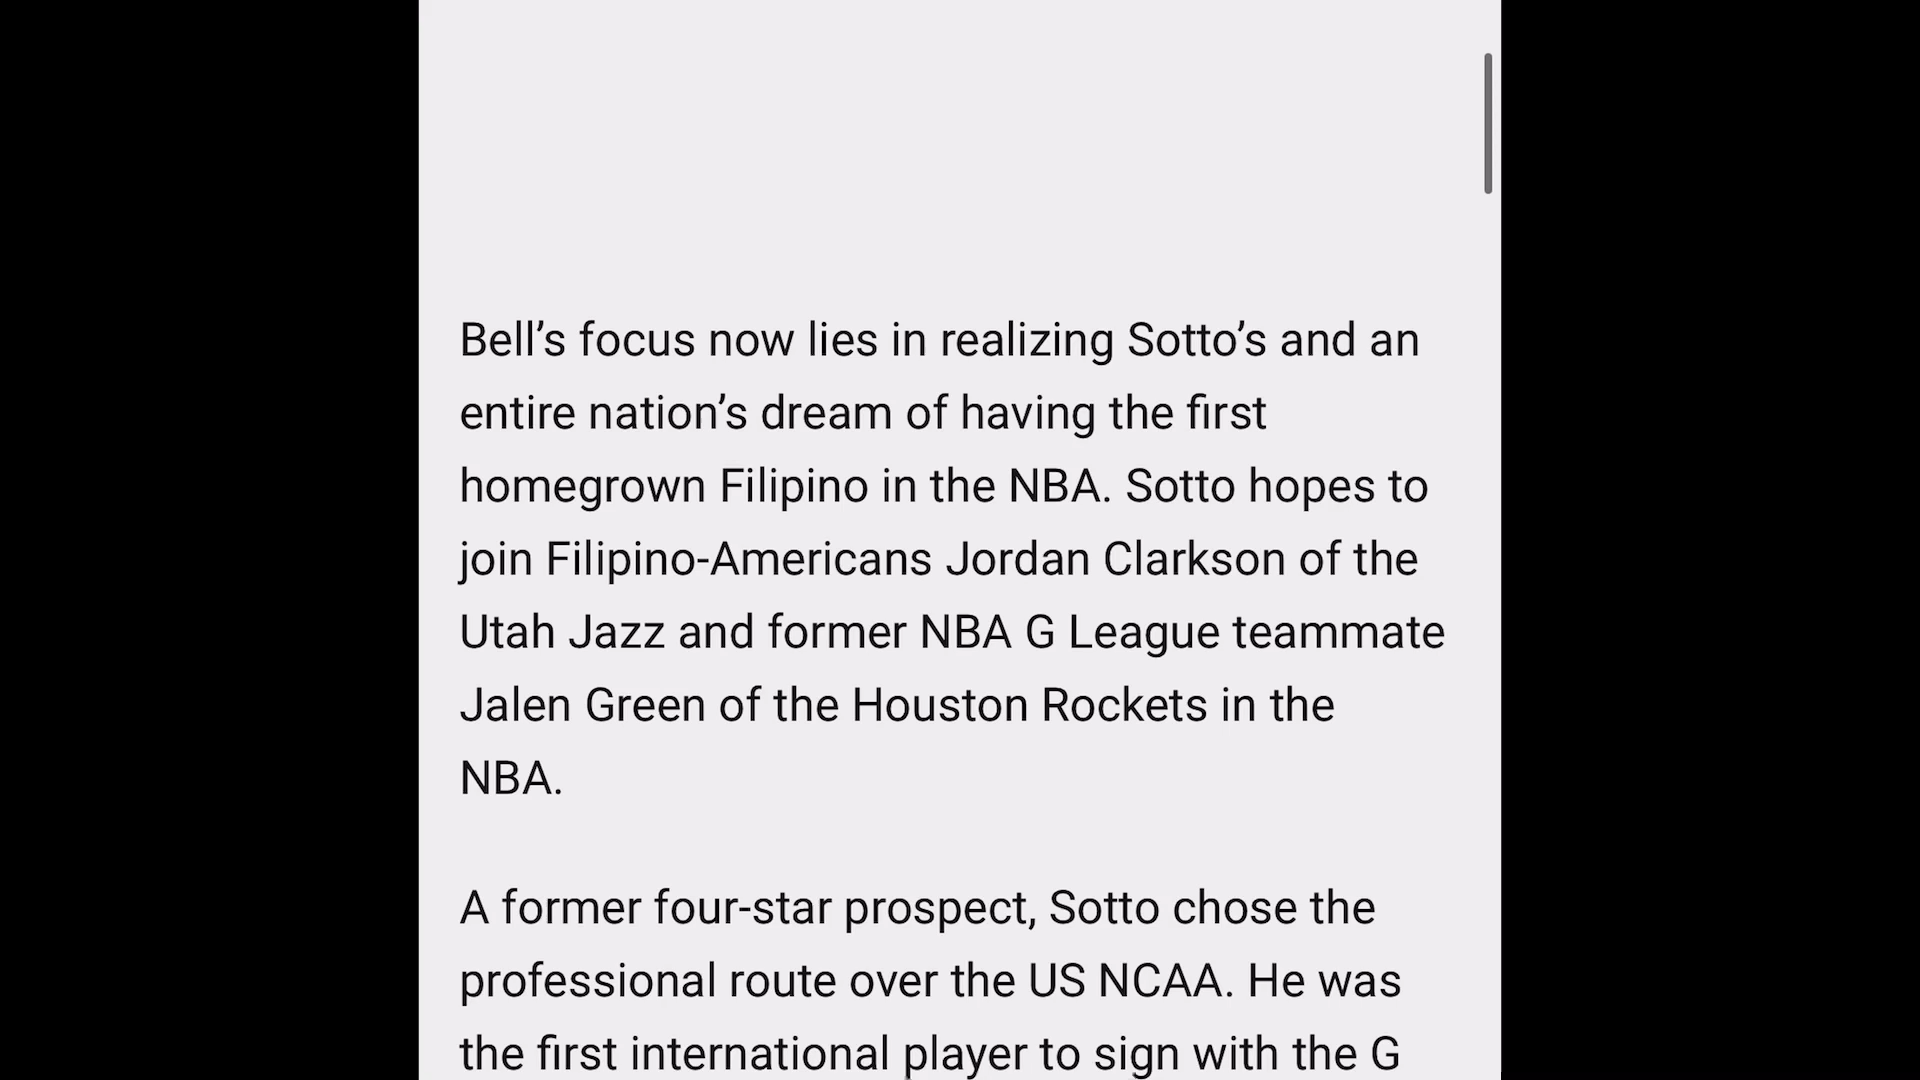 Bell’s focus now lies in realizing Sotto’s and an
entire nation’s dream of having the first
homegrown Filipino in the NBA. Sotto hopes to
join Filipino-Americans Jordan Clarkson of the
Utah Jazz and former NBA G League teammate
Jalen Green of the Houston Rockets in the
NBA.
A former four-star prospect, Sotto chose the
professional route over the US NCAA. He was
the first international player to sign with the G